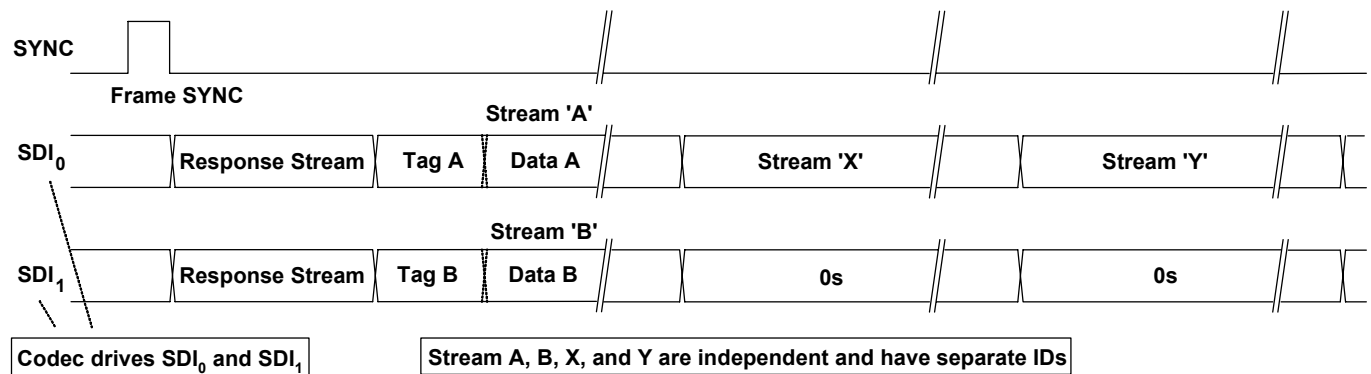 SYNC
Frame SYNC
Stream 'A'
SDI₀ Response Stream Tag A Data A Stream 'X' Stream 'Y'
Stream 'B'
SDI₁ Response Stream Tag B Data B 0s 0s
Codec drives SDI₀ and SDI₁
Stream A, B, X, and Y are independent and have separate IDs